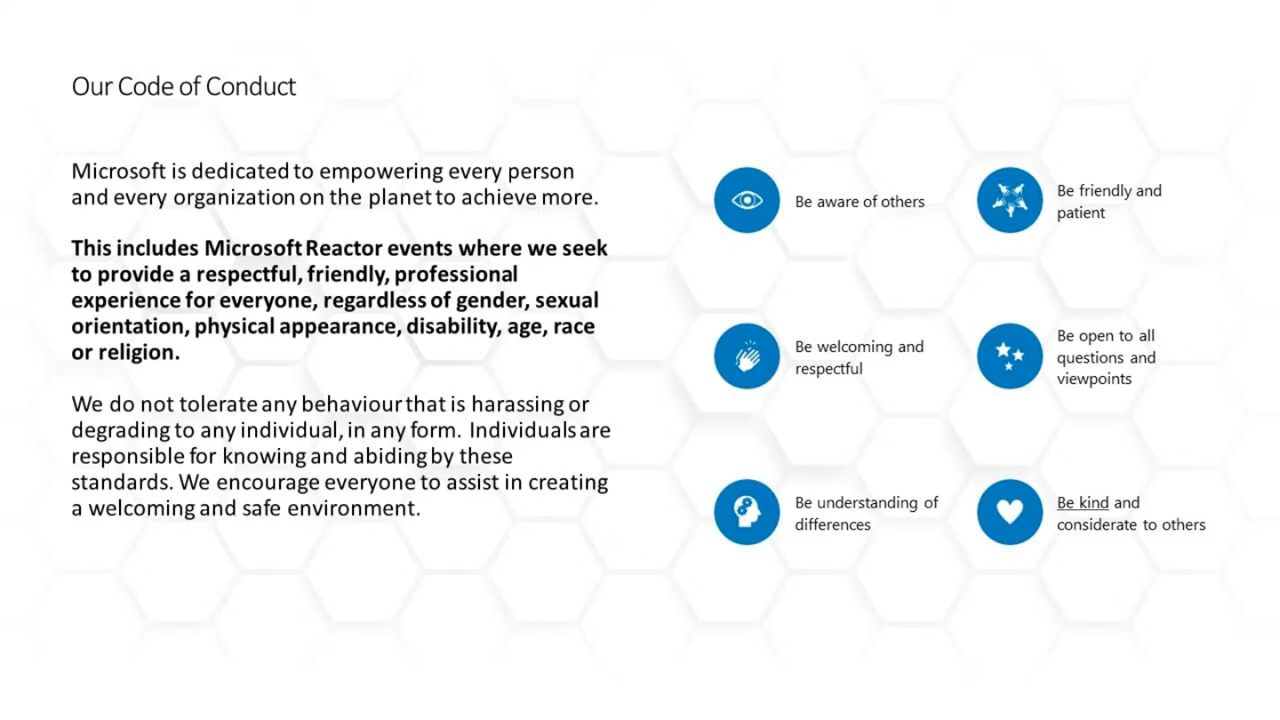 Our Code of Conduct
Microsoft is dedicated to empowering every person
and every organization on the planet to achieve more.
This includes Microsoft Reactor events where we seek
to provide a respectful, friendly, professional
experience for everyone, regardless of gender, sexual
orientation, physical appearance, disability, age, race
or religion.
We do not tolerate any behaviour that is harassing or
degrading to any individual, in any form. Individuals are
responsible for knowing and abiding by these
standards. We encourage everyone to assist in creating
a welcoming and safe environment.
Be aware of others
Be friendly and
patient
Be welcoming and
respectful
Be open to all
questions and
viewpoints
Be understanding of
differences
Be kind and
considerate to others